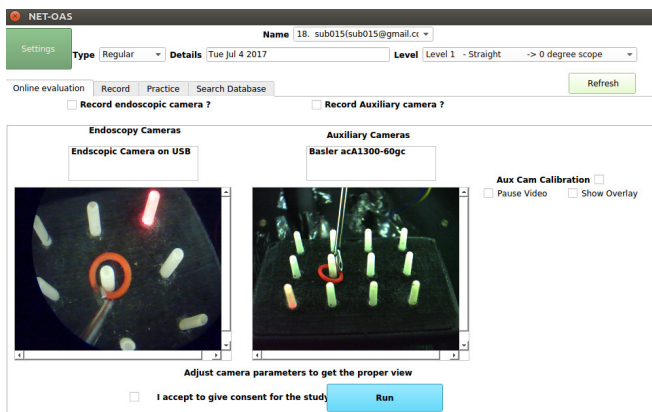 NET-OAS
Name 18. sub015(sub015@gmail.cc
Settings
Type Regular Details Tue Jul 4 2017 Level Level 1 - Straight -> 0 degree scope
Refresh
Online evaluation Record Practice Search Database
Record endoscopic camera ? Record Auxiliary camera ?
Endoscopy Cameras Auxiliary Cameras
Endscopic Camera on USB Basler acA1300-60gc
Aux Cam Calibration
Pause Video Show Overlay
Adjust camera parameters to get the proper view
I accept to give consent for the study Run